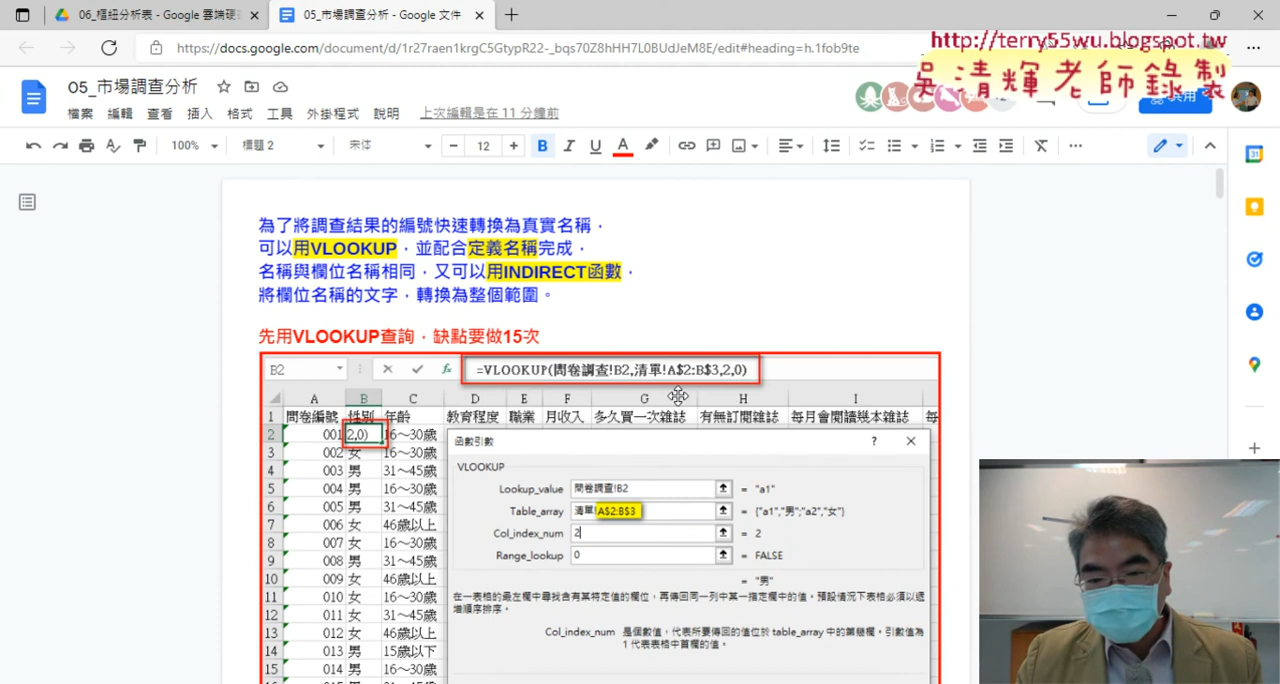 06_樞紐分析表 - Google 雲端硬
05_市場調查分析 - Google 文件
https://docs.google.com/document/d/1r27raen1krgC5GtypR22-_bqs70Z8hHH7L0BUdJeM8E/edit#heading=h.1fob9te
http://terry55wu.blogspot.tw
吳清輝老師錄製
05_市場調查分析
檔案 編輯 查看 插入 格式 工具 外掛程式 說明 上次編輯是在 11 分鐘前
共用
100% 標題 2 宋体 12 B I U A
為了將調查結果的編號快速轉換為真實名稱，
可以用VLOOKUP，並配合定義名稱完成，
名稱與欄位名稱相同，又可以用INDIRECT函數，
將欄位名稱的文字，轉換為整個範圍。
先用VLOOKUP查詢，缺點要做15次
B2 fx =VLOOKUP(問卷調查!B2,清單!A$2:B$3,2,0)
A B C D E F G H I
1 問卷編號 性別 年齡 教育程度 職業 月收入 多久買一次雜誌 有無訂閱雜誌 每月會閱讀幾本雜誌 每
2 001 2,0) 16～30歲
3 002 女 16～30歲
4 003 男 31～45歲
5 004 男 16～30歲
6 005 男 31～45歲
7 006 女 46歲以上
8 007 女 16～30歲
9 008 男 31～45歲
10 009 女 46歲以上
11 010 女 16～30歲
12 011 女 31～45歲
13 012 女 46歲以上
14 013 男 15歲以下
15 014 男 16～30歲
函數引數 ?
VLOOKUP
Lookup_value 問卷調查!B2 = "a1"
Table_array 清單!A$2:B$3 = {"a1","男";"a2","女"}
Col_index_num 2 = 2
Range_lookup 0 = FALSE
= "男"
在一表格的最左欄中尋找含有某特定值的欄位，再傳回同一列中某一指定欄中的值。預設情況下表格必須以遞
增順序排序。
Col_index_num 是個數值，代表所要傳回的值位於 table_array 中的第幾欄。引數值為
1 代表表格中首欄的值。